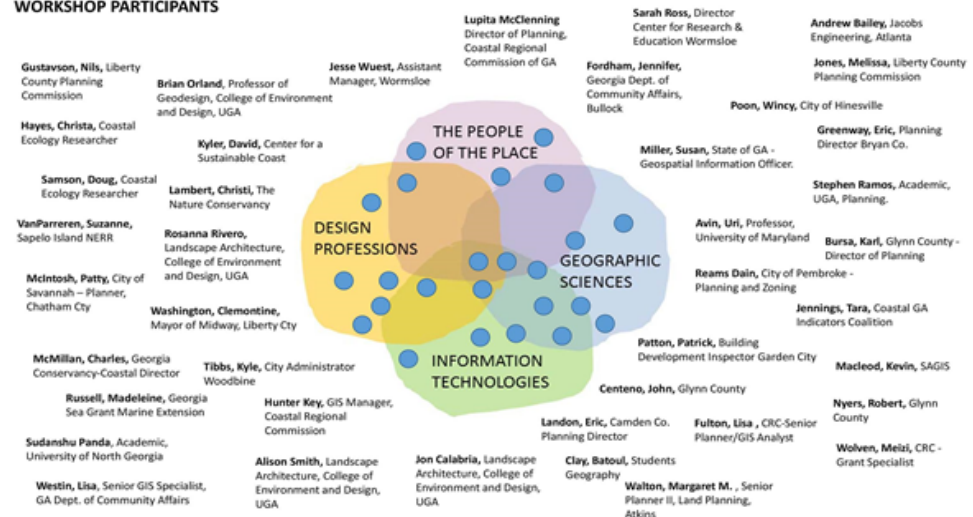 WORKSHOP PARTICIPANTS
Lupita McClenning
Director of Planning,
Coastal Regional
Commission of GA
Sarah Ross, Director
Center for Research &
Education Wormsloe
Andrew Bailey, Jacobs
Engineering, Atlanta
Gustavson, Nils, Liberty
County Planning
Commission
Brian Orland, Professor of
Geodesign, College of Environment
and Design, UGA
Jesse Wuest, Assistant
Manager, Wormsloe
Fordham, Jennifer,
Georgia Dept. of
Community Affairs,
Bullock
Jones, Melissa, Liberty County
Planning Commission
Poon, Wincy, City of Hinesville
Hayes, Christa, Coastal
Ecology Researcher
Kyler, David, Center for a
Sustainable Coast
THE PEOPLE
OF THE PLACE
Miller, Susan, State of GA -
Geospatial Information Officer.
Greenway, Eric, Planning
Director Bryan Co.
Samson, Doug, Coastal
Ecology Researcher
Lambert, Christi, The
Nature Conservancy
Stephen Ramos, Academic,
UGA, Planning.
VanParreren, Suzanne,
Sapelo Island NERR
Rosanna Rivero,
Landscape Architecture,
College of Environment
and Design, UGA
DESIGN
PROFESSIONS
GEOGRAPHIC
SCIENCES
Avin, Uri, Professor,
University of Maryland
Bursa, Karl, Glynn County -
Director of Planning
McIntosh, Patty, City of
Savannah – Planner,
Chatham Cty
Reams Dain, City of Pembroke -
Planning and Zoning
Washington, Clemontine,
Mayor of Midway, Liberty Cty
Jennings, Tara, Coastal GA
Indicators Coalition
Patton, Patrick, Building
Development Inspector Garden City
McMillan, Charles, Georgia
Conservancy-Coastal Director
Tibbs, Kyle, City Administrator
Woodbine
INFORMATION
TECHNOLOGIES
Macleod, Kevin, SAGIS
Centeno, John, Glynn County
Russell, Madeleine, Georgia
Sea Grant Marine Extension
Hunter Key, GIS Manager,
Coastal Regional
Commission
Nyers, Robert, Glynn
County
Landon, Eric, Camden Co.
Planning Director
Fulton, Lisa , CRC-Senior
Planner/GIS Analyst
Sudanshu Panda, Academic,
University of North Georgia
Wolven, Meizi, CRC -
Grant Specialist
Alison Smith, Landscape
Architecture, College of
Environment and Design,
UGA
Jon Calabria, Landscape
Architecture, College of
Environment and Design,
UGA
Clay, Batoul, Students
Geography
Westin, Lisa, Senior GIS Specialist,
GA Dept. of Community Affairs
Walton, Margaret M. , Senior
Planner II, Land Planning,
Atkins